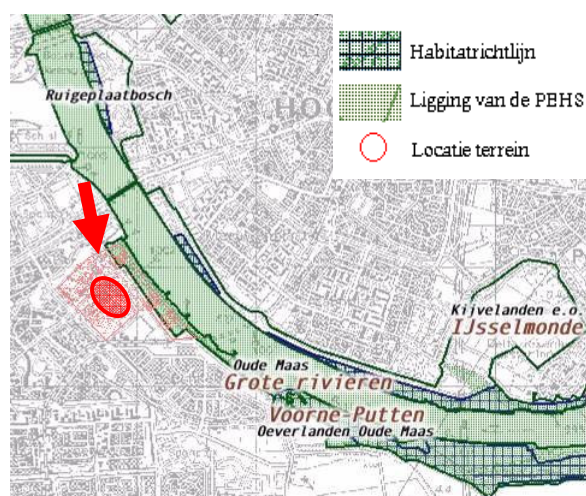 Habitatrichtlijn
Ligging van de PEHS
Locatie terrein
Ruigeplaatbosch
HOO
Kijvelanden e.o.
IJsselmonde
Oude Maas
Grote rivieren
Voorne-Putten
Oeverlanden Oude Maas